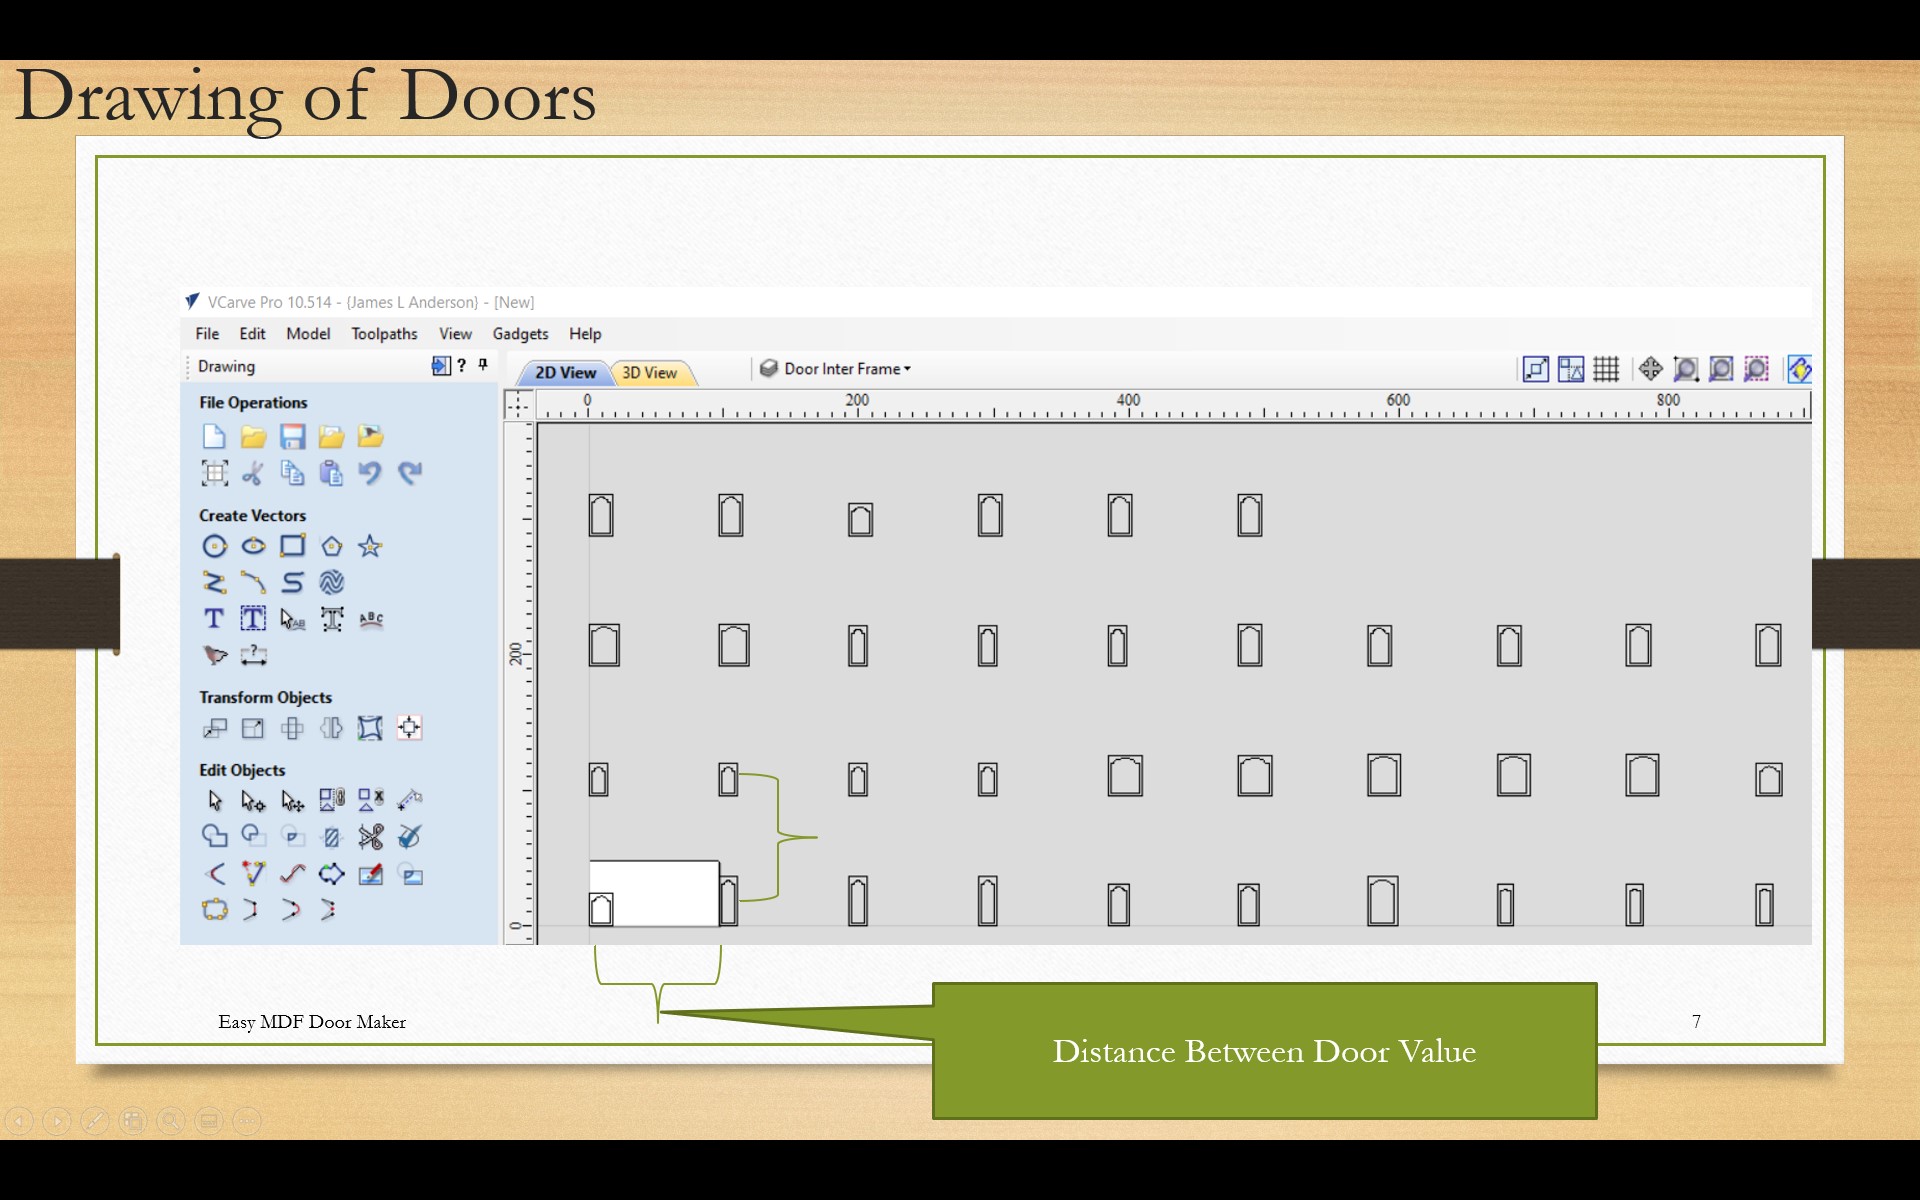 Drawing of Doors
VCarve Pro 10.514 - {James L Anderson} - [New]
File Edit Model Toolpaths View Gadgets Help
Drawing
?
2D View 3D View Door Inter Frame
File Operations
0 200 400 600 800
Create Vectors
T T AB T ABC
?
200
Transform Objects
Edit Objects
0
Easy MDF Door Maker
7
Distance Between Door Value